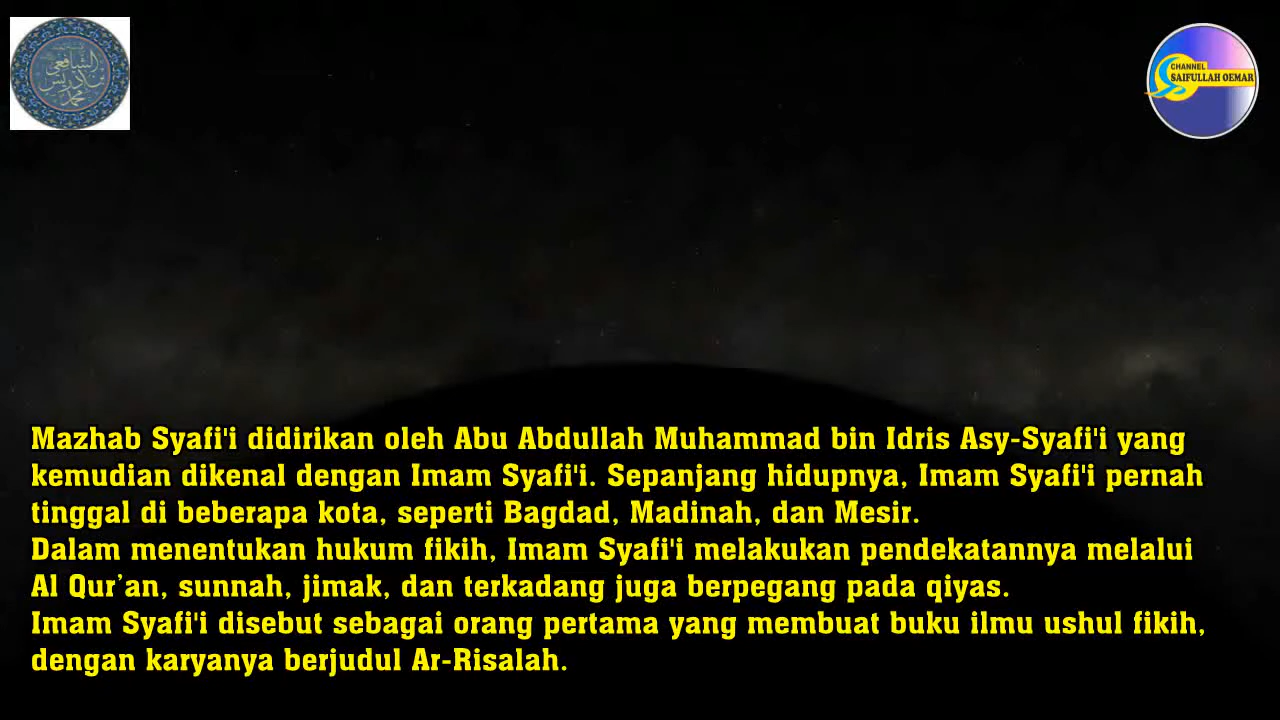 الشافعي
محمد
CHANNEL
SAIFULLAH OEMAR
Mazhab Syafi'i didirikan oleh Abu Abdullah Muhammad bin Idris Asy-Syafi'i yang
kemudian dikenal dengan Imam Syafi'i. Sepanjang hidupnya, Imam Syafi'i pernah
tinggal di beberapa kota, seperti Bagdad, Madinah, dan Mesir.
Dalam menentukan hukum fikih, Imam Syafi'i melakukan pendekatannya melalui
Al Qur’an, sunnah, jimak, dan terkadang juga berpegang pada qiyas.
Imam Syafi'i disebut sebagai orang pertama yang membuat buku ilmu ushul fikih,
dengan karyanya berjudul Ar-Risalah.